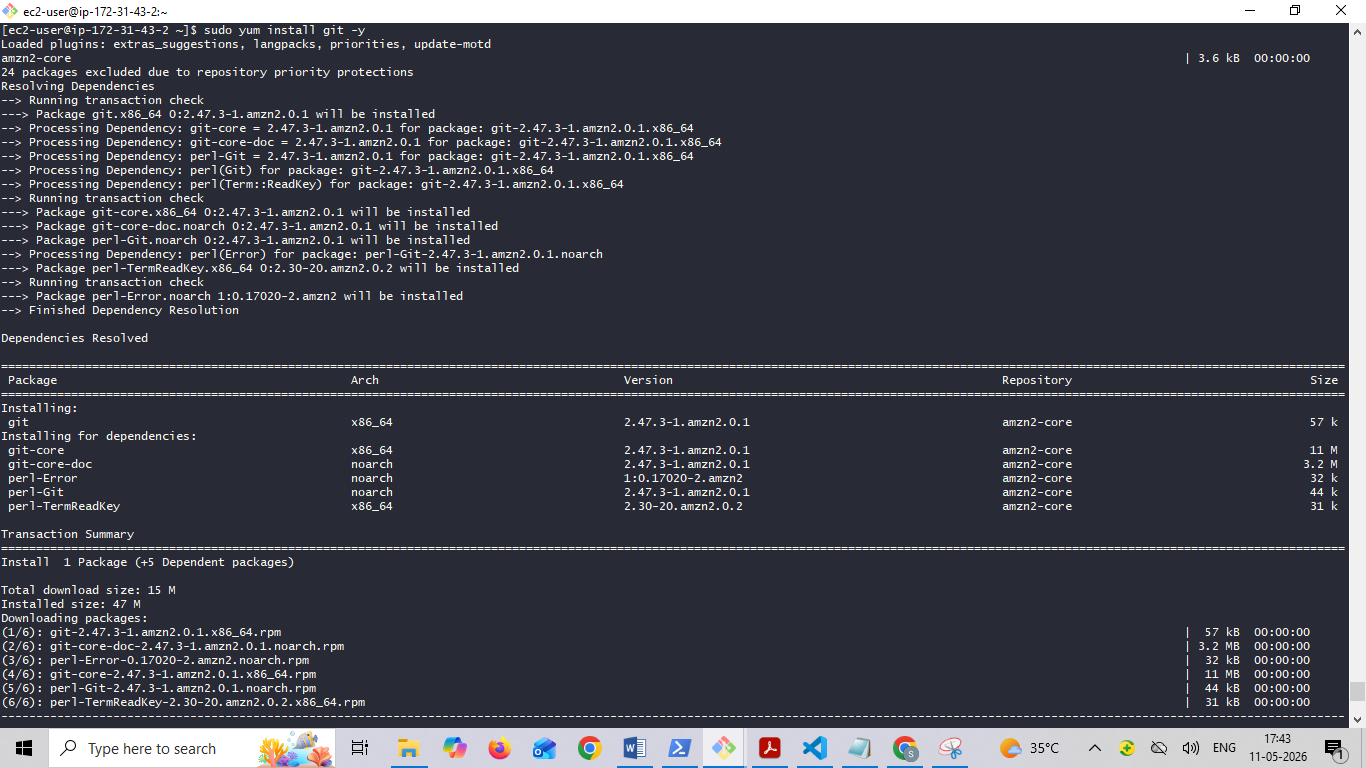 ec2-user@ip-172-31-43-2:~
[ec2-user@ip-172-31-43-2 ~]$ sudo yum install git -y
Loaded plugins: extras_suggestions, langpacks, priorities, update-motd
amzn2-core | 3.6 kB 00:00:00
24 packages excluded due to repository priority protections
Resolving Dependencies
--> Running transaction check
---> Package git.x86_64 0:2.47.3-1.amzn2.0.1 will be installed
--> Processing Dependency: git-core = 2.47.3-1.amzn2.0.1 for package: git-2.47.3-1.amzn2.0.1.x86_64
--> Processing Dependency: git-core-doc = 2.47.3-1.amzn2.0.1 for package: git-2.47.3-1.amzn2.0.1.x86_64
--> Processing Dependency: perl-Git = 2.47.3-1.amzn2.0.1 for package: git-2.47.3-1.amzn2.0.1.x86_64
--> Processing Dependency: perl(Git) for package: git-2.47.3-1.amzn2.0.1.x86_64
--> Processing Dependency: perl(Term::ReadKey) for package: git-2.47.3-1.amzn2.0.1.x86_64
--> Running transaction check
---> Package git-core.x86_64 0:2.47.3-1.amzn2.0.1 will be installed
---> Package git-core-doc.noarch 0:2.47.3-1.amzn2.0.1 will be installed
---> Package perl-Git.noarch 0:2.47.3-1.amzn2.0.1 will be installed
--> Processing Dependency: perl(Error) for package: perl-Git-2.47.3-1.amzn2.0.1.noarch
---> Package perl-TermReadKey.x86_64 0:2.30-20.amzn2.0.2 will be installed
--> Running transaction check
---> Package perl-Error.noarch 1:0.17020-2.amzn2 will be installed
--> Finished Dependency Resolution
Dependencies Resolved
Package Arch Version Repository Size
Installing:
git x86_64 2.47.3-1.amzn2.0.1 amzn2-core 57 k
Installing for dependencies:
git-core x86_64 2.47.3-1.amzn2.0.1 amzn2-core 11 M
git-core-doc noarch 2.47.3-1.amzn2.0.1 amzn2-core 3.2 M
perl-Error noarch 1:0.17020-2.amzn2 amzn2-core 32 k
perl-Git noarch 2.47.3-1.amzn2.0.1 amzn2-core 44 k
perl-TermReadKey x86_64 2.30-20.amzn2.0.2 amzn2-core 31 k
Transaction Summary
Install 1 Package (+5 Dependent packages)
Total download size: 15 M
Installed size: 47 M
Downloading packages:
(1/6): git-2.47.3-1.amzn2.0.1.x86_64.rpm | 57 kB 00:00:00
(2/6): git-core-doc-2.47.3-1.amzn2.0.1.noarch.rpm | 3.2 MB 00:00:00
(3/6): perl-Error-0.17020-2.amzn2.noarch.rpm | 32 kB 00:00:00
(4/6): git-core-2.47.3-1.amzn2.0.1.x86_64.rpm | 11 MB 00:00:00
(5/6): perl-Git-2.47.3-1.amzn2.0.1.noarch.rpm | 44 kB 00:00:00
(6/6): perl-TermReadKey-2.30-20.amzn2.0.2.x86_64.rpm | 31 kB 00:00:00
Type here to search
35°C
ENG
17:43
11-05-2026
1